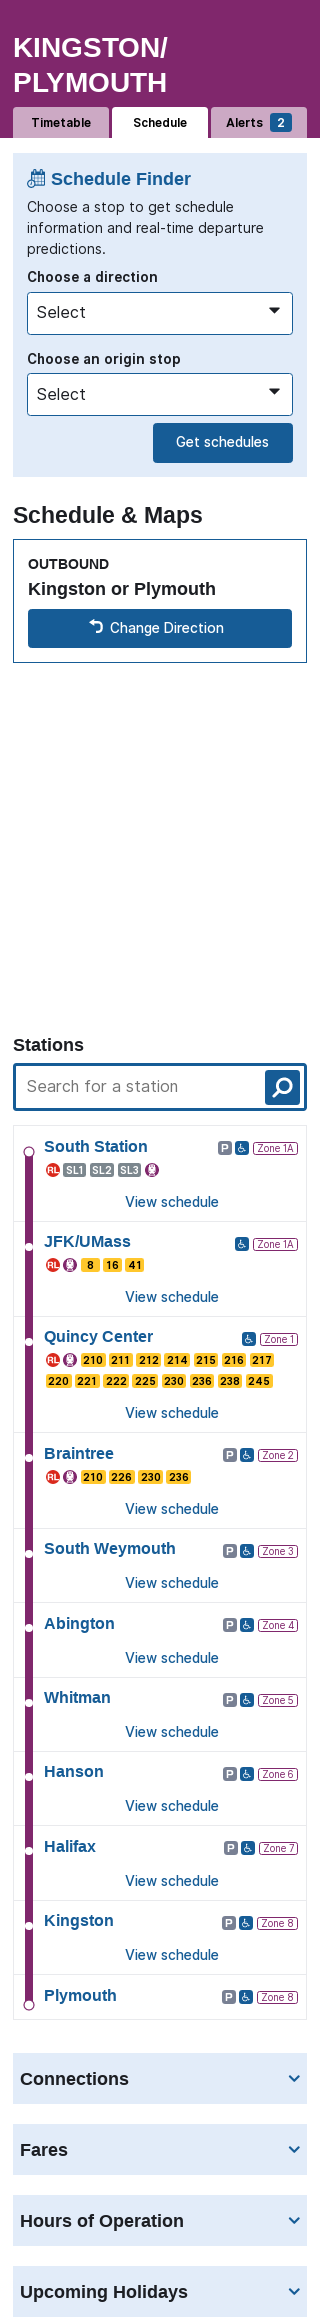 KINGSTON/
PLYMOUTH
Timetable Schedule Alerts 2
Schedule Finder
Choose a stop to get schedule
information and real-time departure
predictions.
Choose a direction
Select
Choose an origin stop
Select
Get schedules
Schedule & Maps
OUTBOUND
Kingston or Plymouth
Change Direction
Stations
Search for a station
South Station P Zone 1A
RL SL1 SL2 SL3
View schedule
JFK/UMass Zone 1A
RL 8 16 41
View schedule
Quincy Center Zone 1
RL 210 211 212 214 215 216 217
220 221 222 225 230 236 238 245
View schedule
Braintree P Zone 2
RL 210 226 230 236
View schedule
South Weymouth P Zone 3
View schedule
Abington P Zone 4
View schedule
Whitman P Zone 5
View schedule
Hanson P Zone 6
View schedule
Halifax P Zone 7
View schedule
Kingston P Zone 8
View schedule
Plymouth P Zone 8
Connections
Fares
Hours of Operation
Upcoming Holidays